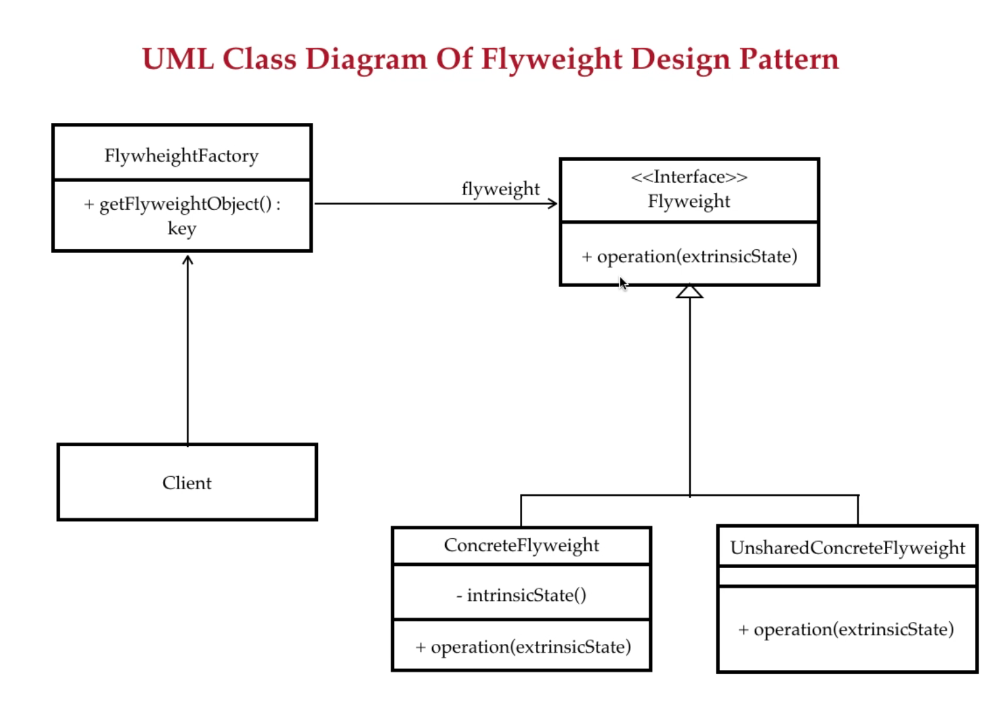 UML Class Diagram Of Flyweight Design Pattern
FlywheightFactory
+ getFlyweightObject() :
key
flyweight
<<Interface>>
Flyweight
+ operation(extrinsicState)
Client
ConcreteFlyweight
- intrinsicState()
+ operation(extrinsicState)
UnsharedConcreteFlyweight
+ operation(extrinsicState)